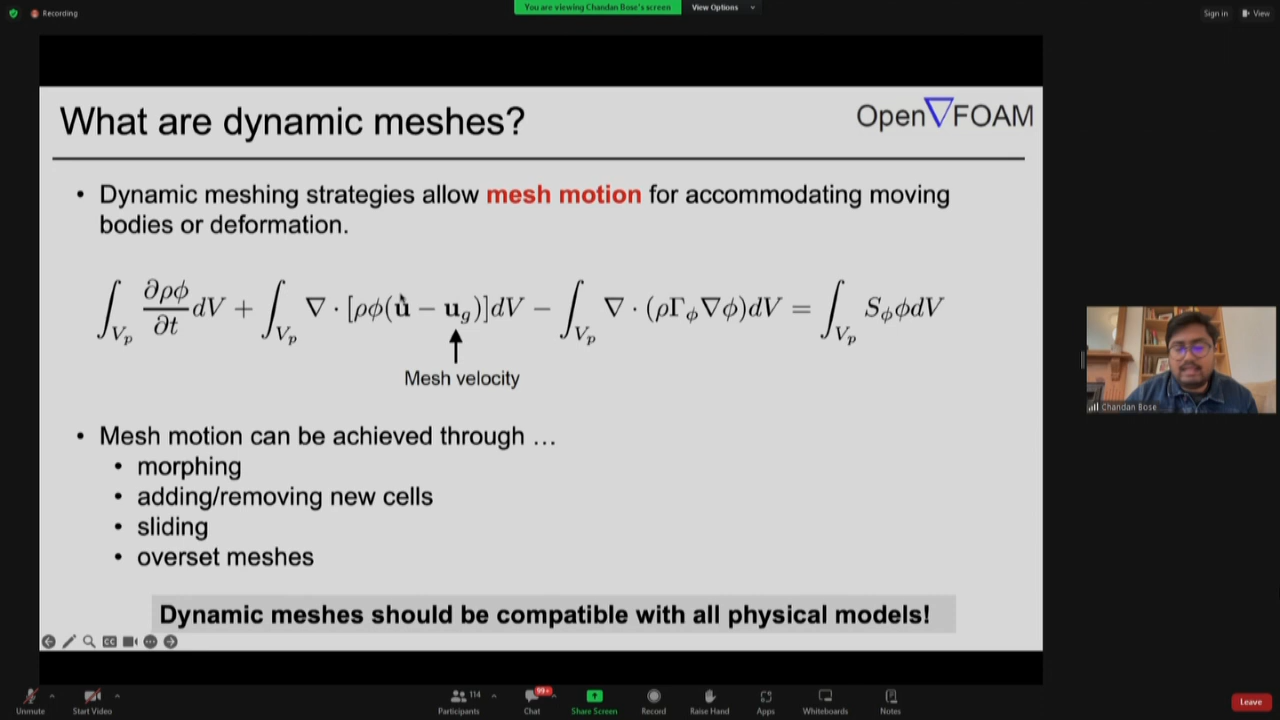 Recording
You are viewing Chandan Bose's screen
View Options
Sign in
View
What are dynamic meshes?
Open∇FOAM
• Dynamic meshing strategies allow mesh motion for accommodating moving
bodies or deformation.
∫_{V_p} ∂ρϕ/∂t dV + ∫_{V_p} ∇ · [ρϕ(u − u_g)]dV − ∫_{V_p} ∇ · (ρΓ_ϕ∇ϕ)dV = ∫_{V_p} S_ϕϕdV
Mesh velocity
• Mesh motion can be achieved through …
• morphing
• adding/removing new cells
• sliding
• overset meshes
Dynamic meshes should be compatible with all physical models!
CC
Chandan Bose
Unmute
Start Video
114
Participants
99+
Chat
Share Screen
Record
Raise Hand
Apps
Whiteboards
Notes
Leave